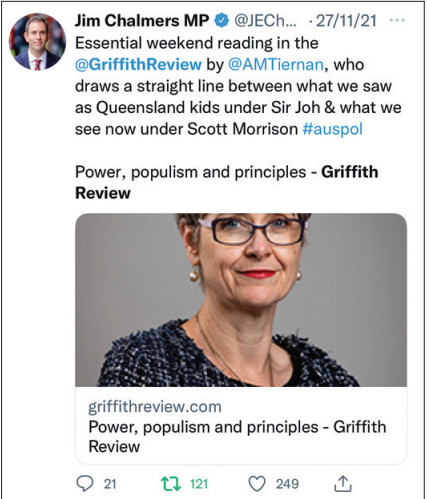 Jim Chalmers MP @JECh... · 27/11/21 ···
Essential weekend reading in the
@GriffithReview by @AMTiernan, who
draws a straight line between what we saw
as Queensland kids under Sir Joh & what we
see now under Scott Morrison #auspol
Power, populism and principles - Griffith
Review
griffithreview.com
Power, populism and principles - Griffith
Review
21 121 249